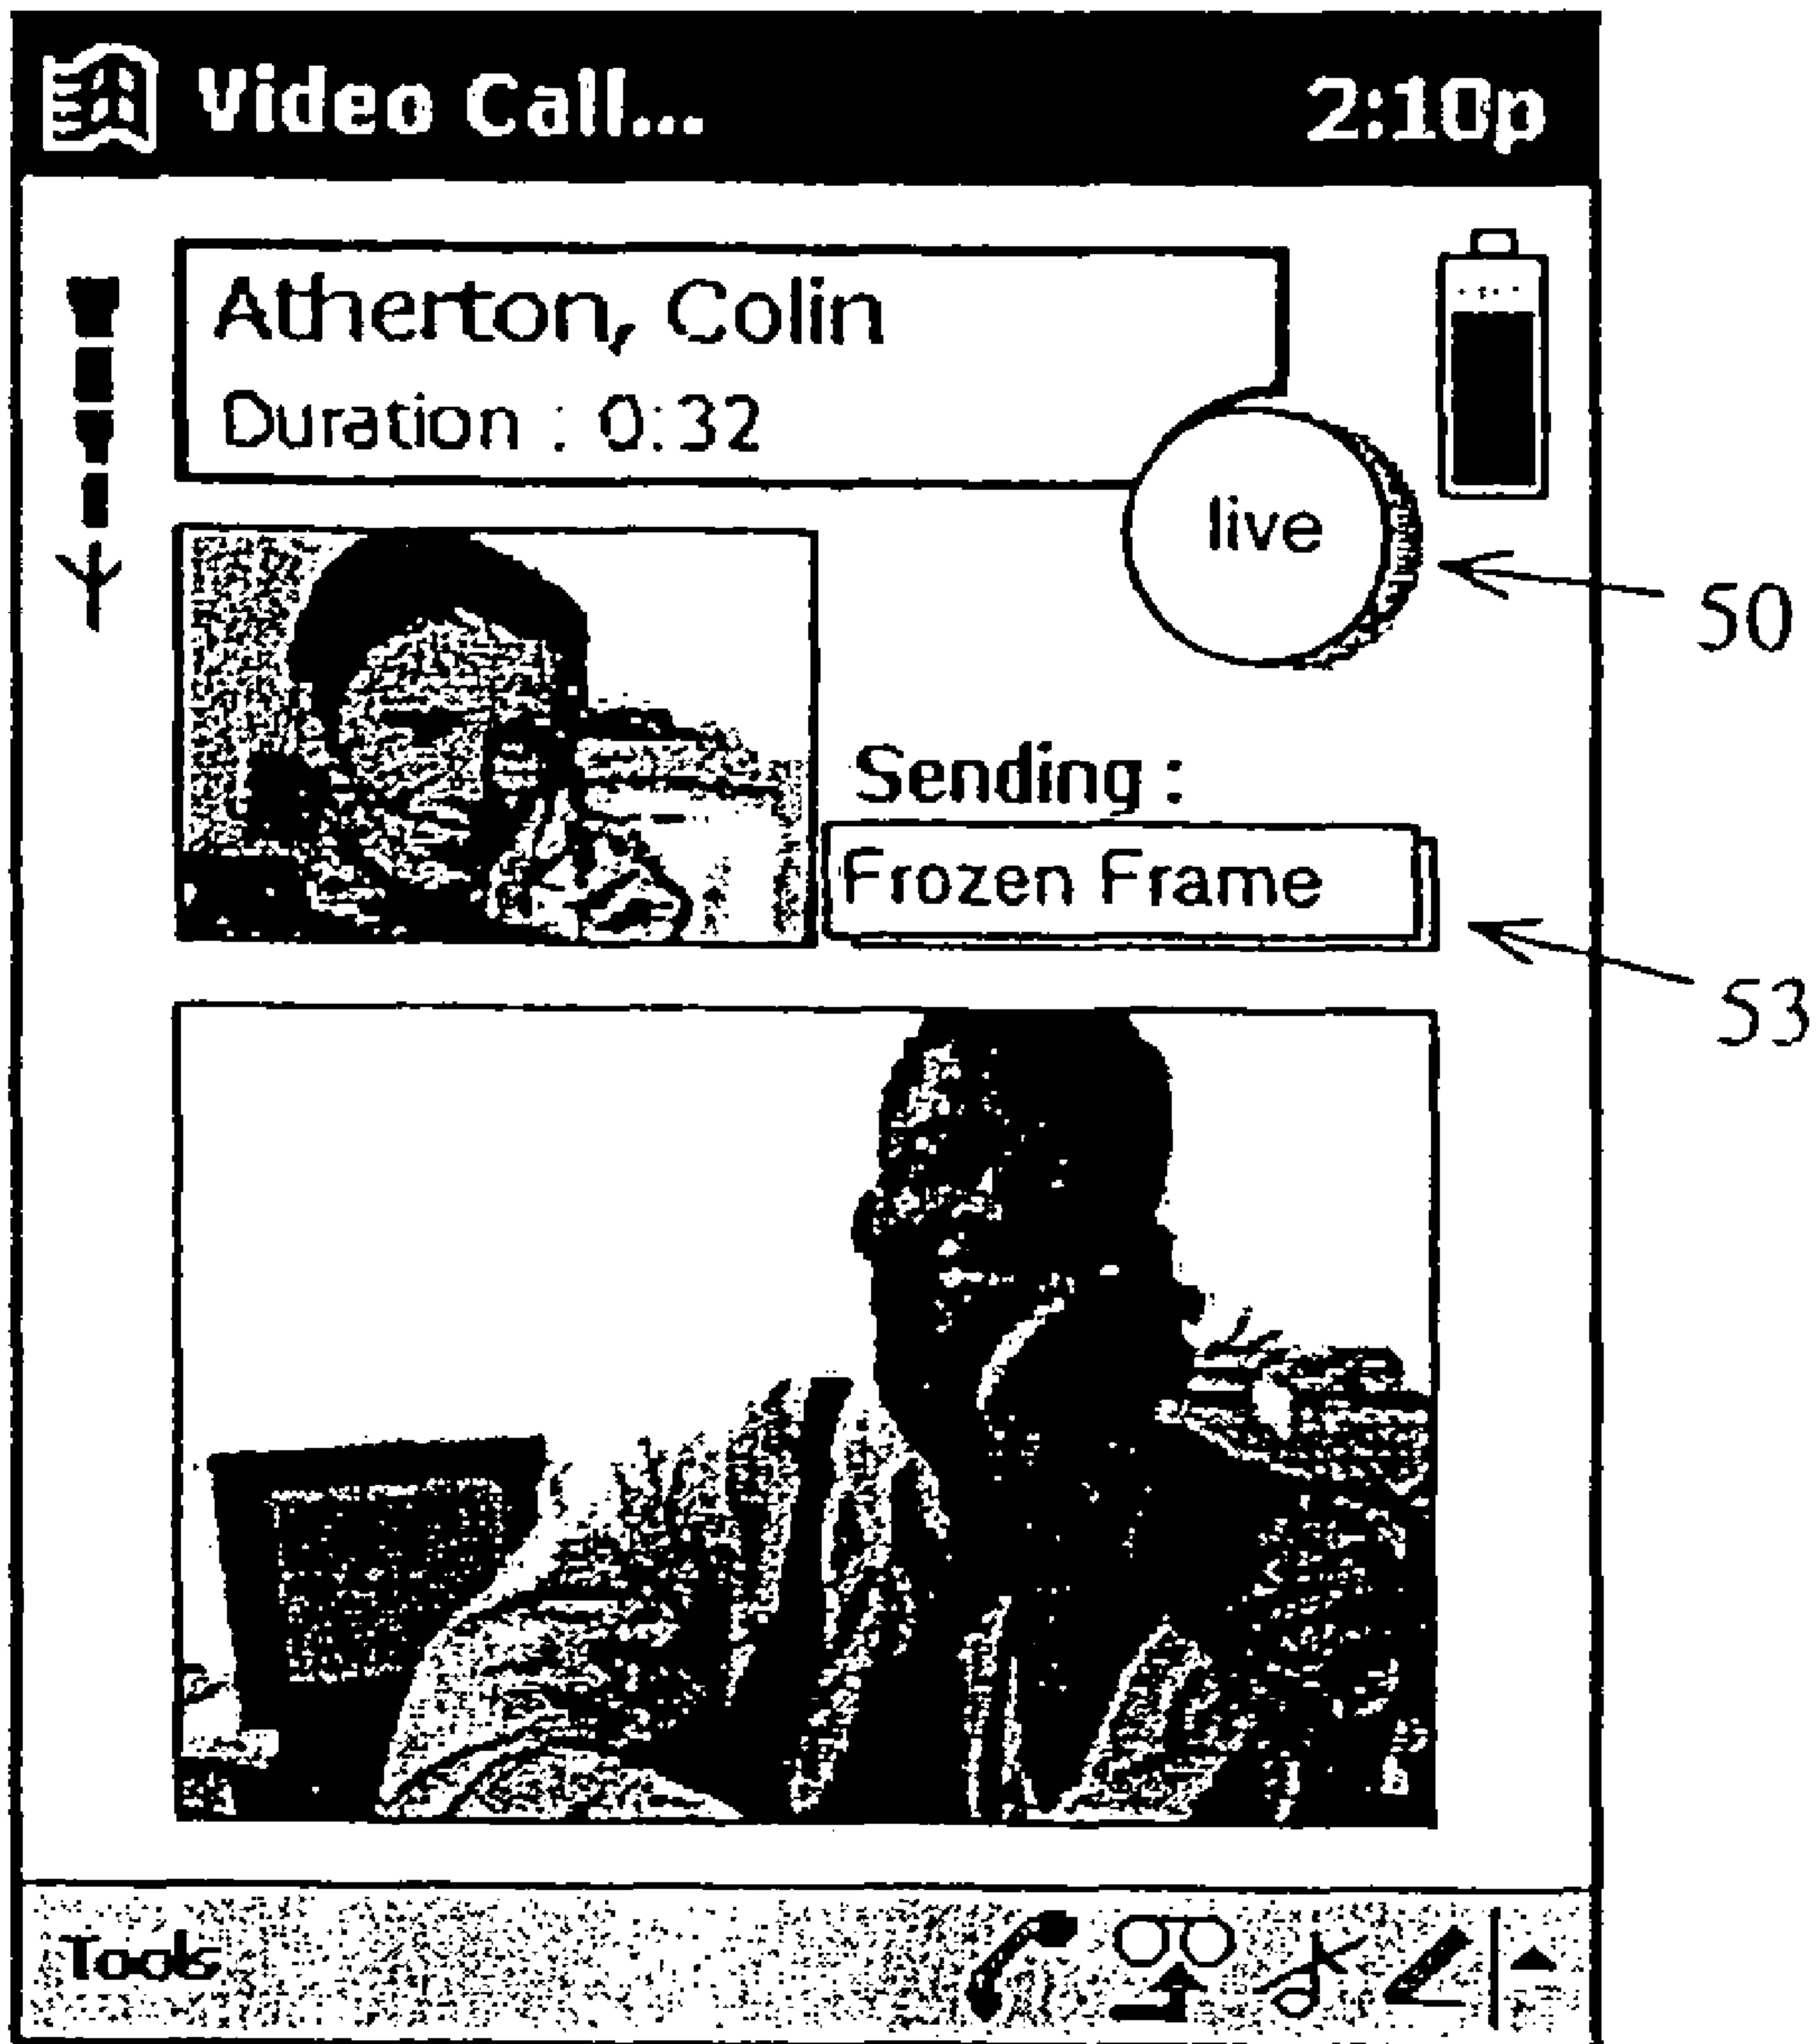 Video Call... 2:10p
Atherton, Colin
Duration : 0:32
live
50
Sending :
Frozen Frame
53
Tools